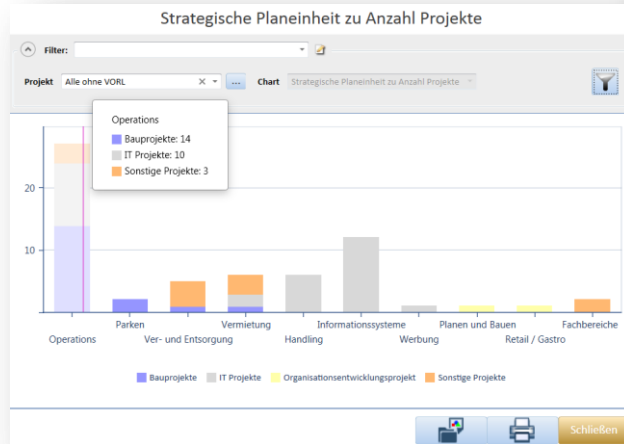 Strategische Planeinheit zu Anzahl Projekte
Filter:
Projekt Alle ohne VORL ... Chart Strategische Planeinheit zu Anzahl Projekte
Operations
Bauprojekte: 14
IT Projekte: 10
Sonstige Projekte: 3
20
10
Parken Vermietung Informationssysteme Planen und Bauen Fachbereiche
Operations Ver- und Entsorgung Handling Werbung Retail / Gastro
Bauprojekte IT Projekte Organisationsentwicklungsprojekt Sonstige Projekte
Schließen